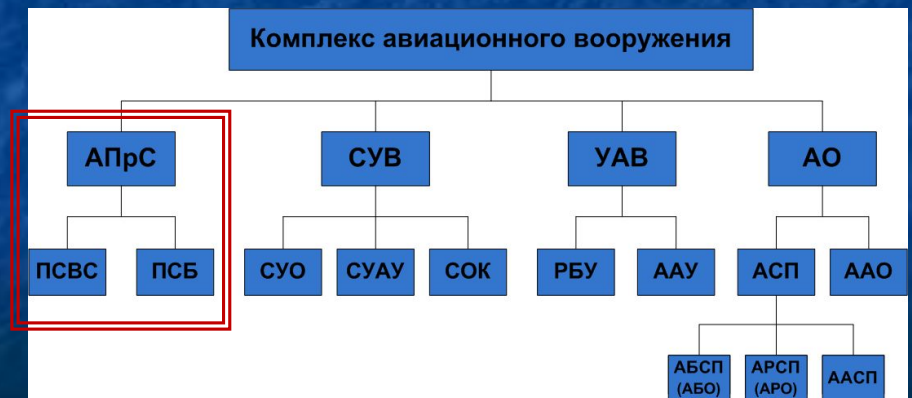 Комплекс авиационного вооружения
АПрС СУВ УАВ АО
ПСВС ПСБ СУО СУАУ СОК РБУ ААУ АСП ААО
АБСП АРСП ААСП
(АБО) (АРО)